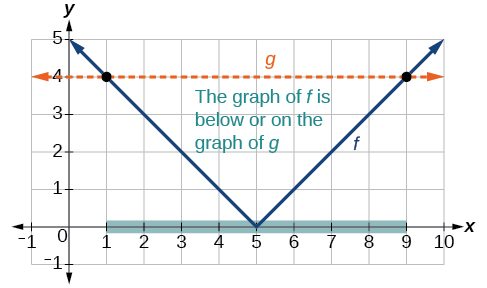 y
5
g
4
The graph of f is
below or on the
graph of g
3
f
2
1
x
−1 0 1 2 3 4 5 6 7 8 9 10
−1